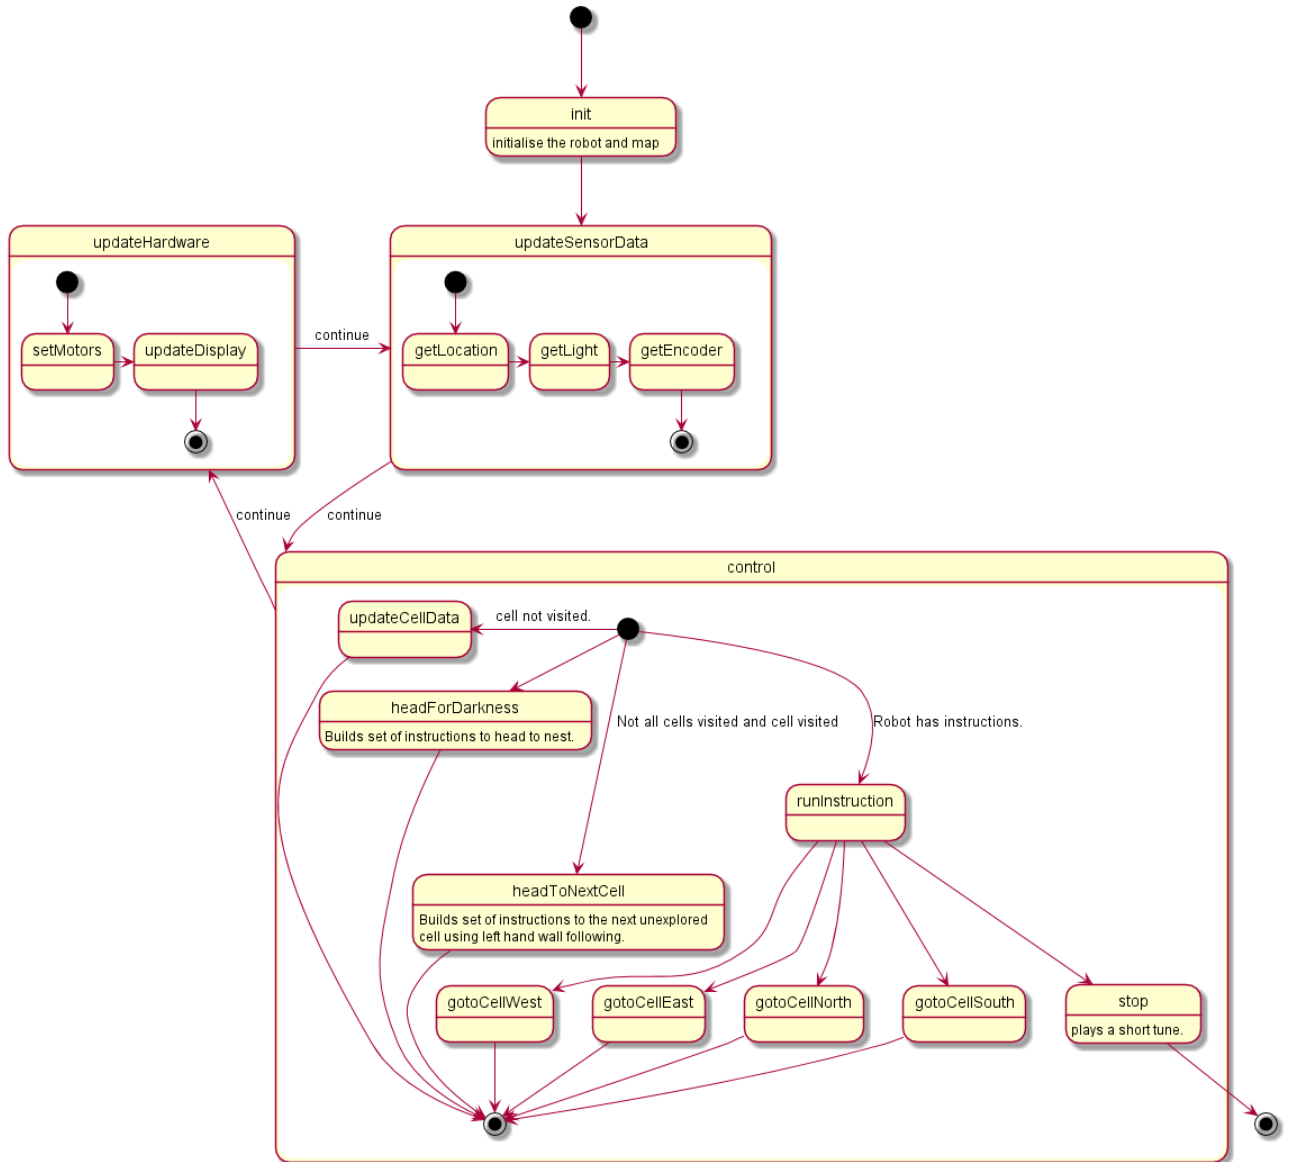 init
initialise the robot and map
updateHardware
updateSensorData
setMotors
updateDisplay
continue
getLocation
getLight
getEncoder
continue
continue
control
updateCellData
cell not visited.
headForDarkness
Builds set of instructions to head to nest.
Not all cells visited and cell visited
Robot has instructions.
runInstruction
headToNextCell
Builds set of instructions to the next unexplored
cell using left hand wall following.
gotoCellWest
gotoCellEast
gotoCellNorth
gotoCellSouth
stop
plays a short tune.